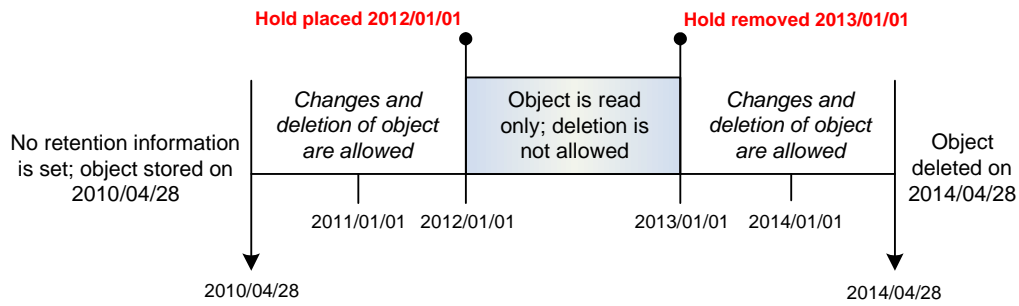 Hold placed 2012/01/01
Hold removed 2013/01/01
No retention information
is set; object stored on
2010/04/28
Changes and
deletion of object
are allowed
Object is read
only; deletion is
not allowed
Changes and
deletion of object
are allowed
Object
deleted on
2014/04/28
2011/01/01
2012/01/01
2013/01/01
2014/01/01
2010/04/28
2014/04/28